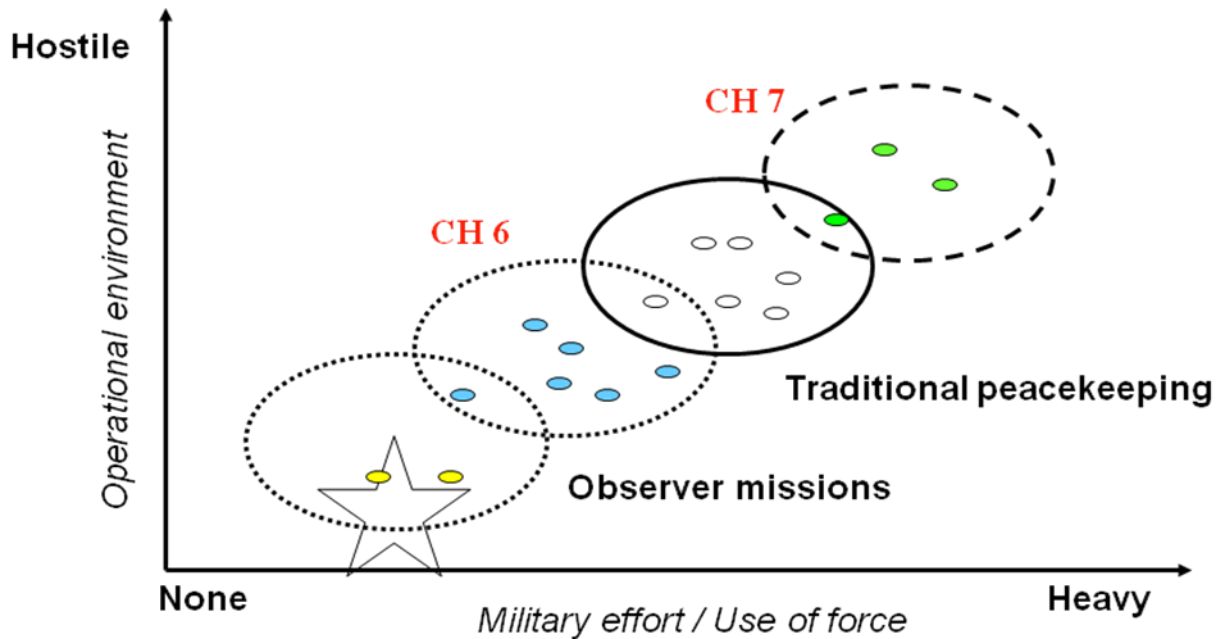 Hostile
CH 7
Operational environment
CH 6
Traditional peacekeeping
Observer missions
None
Heavy
Military effort / Use of force